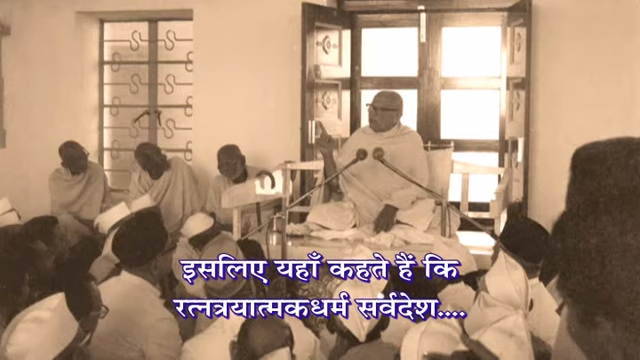 इसलिए यहाँ कहते हैं कि
रत्नत्रयात्मकधर्म सर्वदेश....